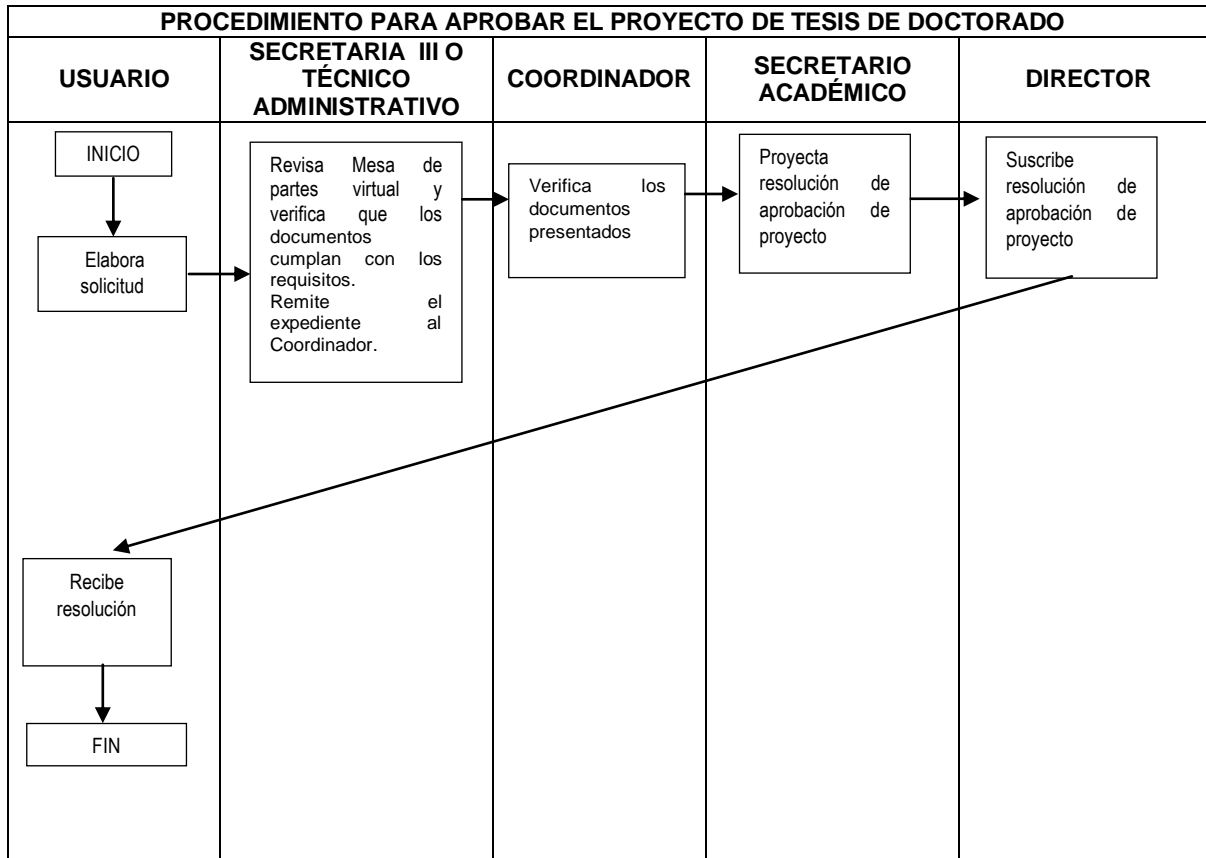 PROCEDIMIENTO PARA APROBAR EL PROYECTO DE TESIS DE DOCTORADO
USUARIO
SECRETARIA III O
TÉCNICO
ADMINISTRATIVO
COORDINADOR
SECRETARIO
ACADÉMICO
DIRECTOR
INICIO
Elabora
solicitud
Revisa Mesa de
partes virtual y
verifica que los
documentos
cumplan con los
requisitos.
Remite el
expediente al
Coordinador.
Verifica los
documentos
presentados
Proyecta
resolución de
aprobación de
proyecto
Suscribe
resolución de
aprobación de
proyecto
Recibe
resolución
FIN